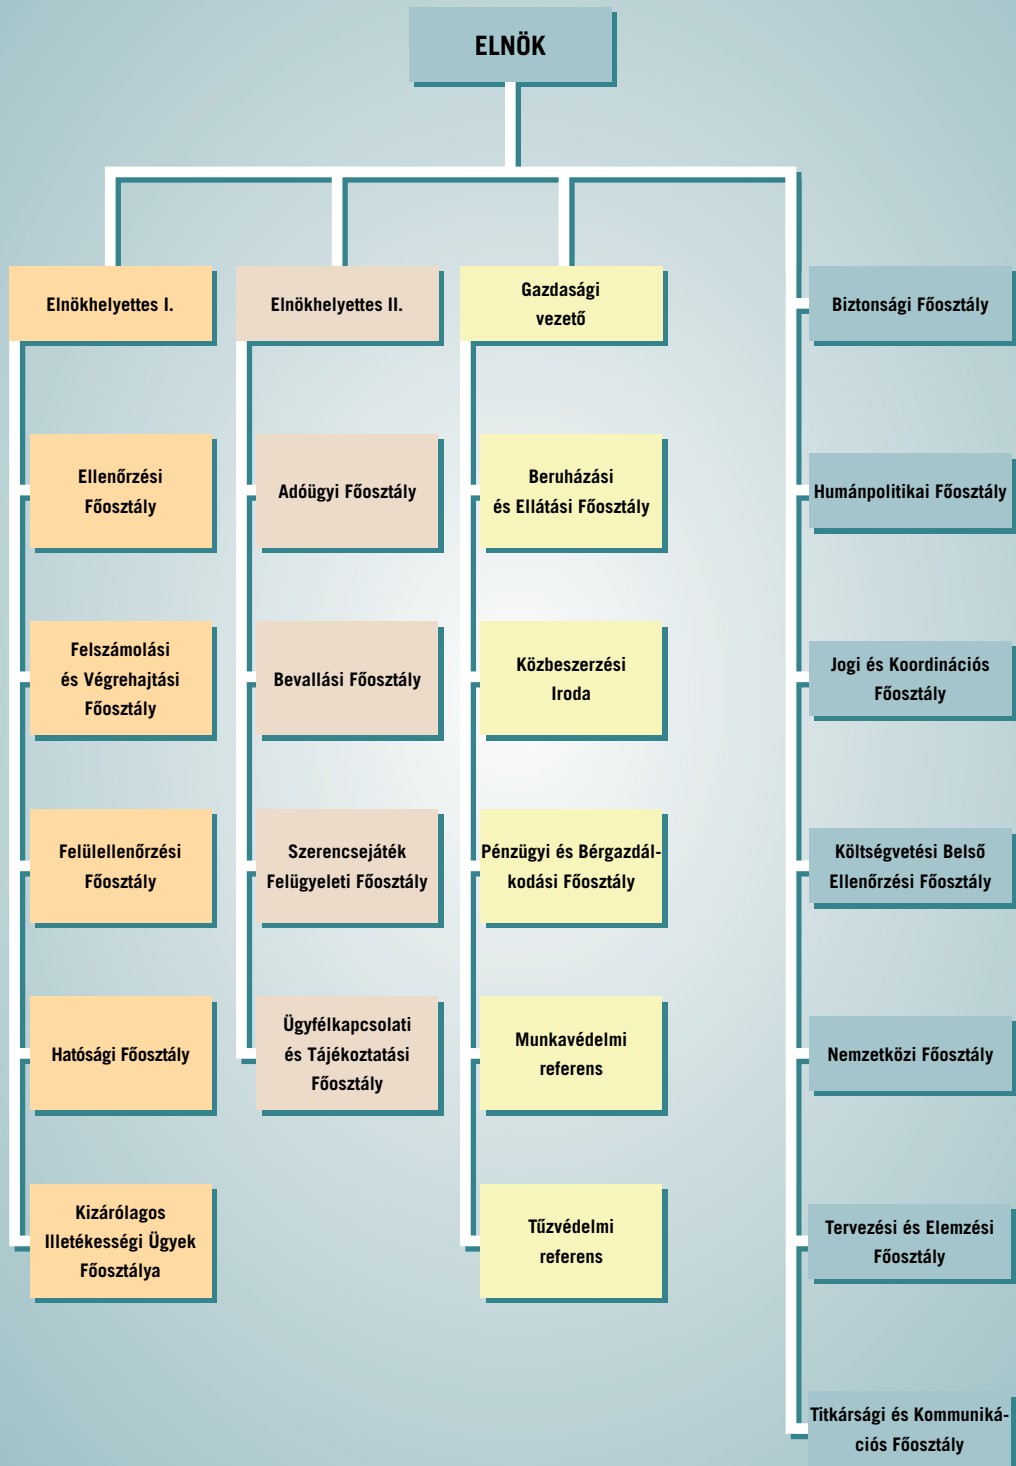 ELNÖK
Elnökhelyettes I.
Ellenőrzési
Főosztály
Felszámolási
és Végrehajtási
Főosztály
Felülellenőrzési
Főosztály
Hatósági Főosztály
Kizárólagos
Illetékességi Ügyek
Főosztálya
Elnökhelyettes II.
Adóügyi Főosztály
Bevallási Főosztály
Szerencsejáték
Felügyeleti Főosztály
Ügyfélkapcsolati
és Tájékoztatási
Főosztály
Gazdasági
vezető
Beruházási
és Ellátási Főosztály
Közbeszerzési
Iroda
Pénzügyi és Bérgazdál-
kodási Főosztály
Munkavédelmi
referens
Tűzvédelmi
referens
Biztonsági Főosztály
Humánpolitikai Főosztály
Jogi és Koordinációs
Főosztály
Költségvetési Belső
Ellenőrzési Főosztály
Nemzetközi Főosztály
Tervezési és Elemzési
Főosztály
Titkársági és Kommuniká-
ciós Főosztály